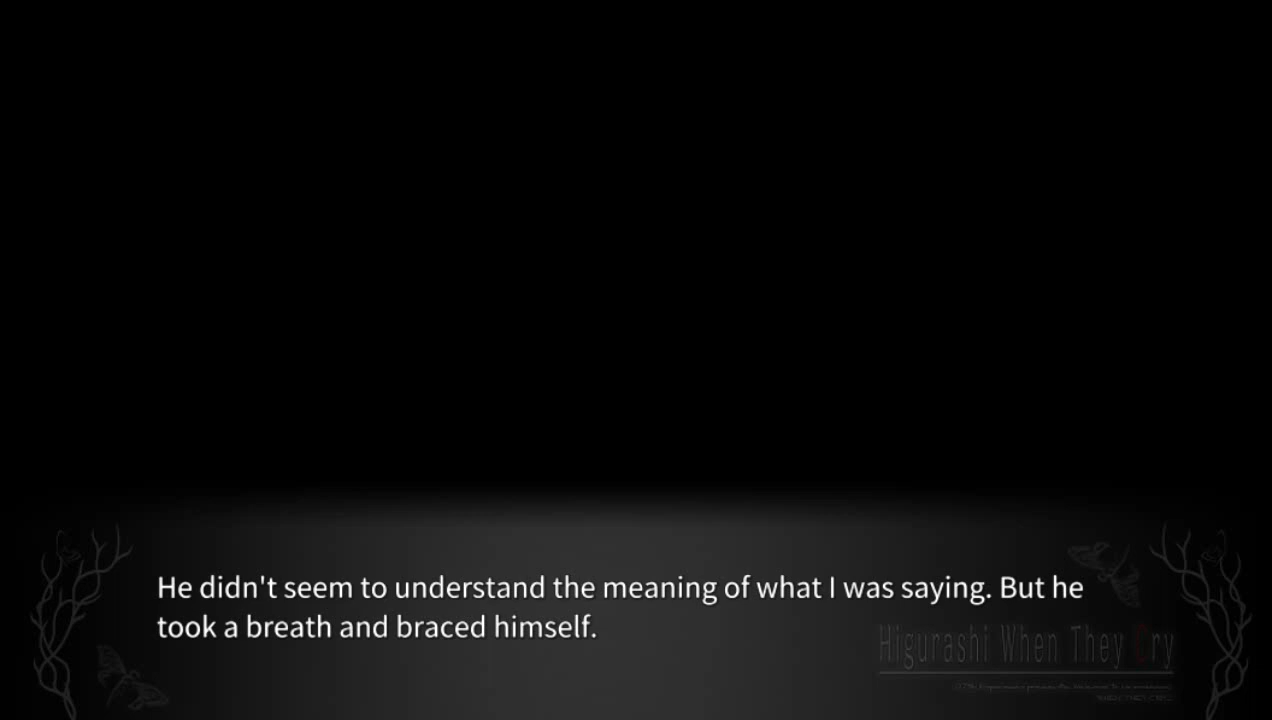 He didn't seem to understand the meaning of what I was saying. But he
took a breath and braced himself.
Higurashi When They Cry